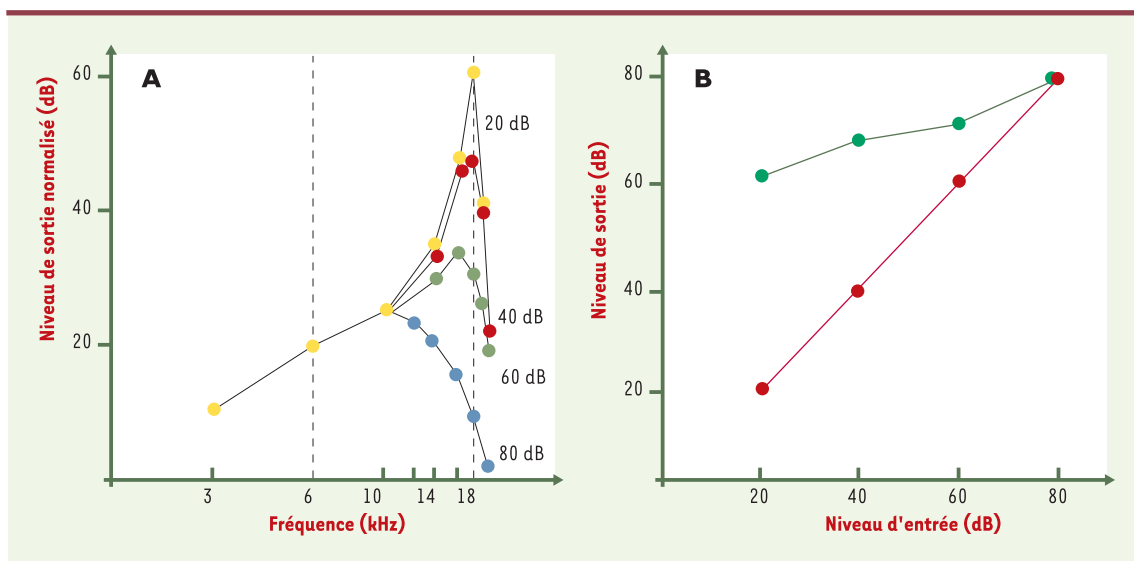 A
Niveau de sortie normalisé (dB)
60
40
20
20 dB
40 dB
60 dB
80 dB
3 6 10 14 18
Fréquence (kHz)
B
Niveau de sortie (dB)
80
60
40
20
20 40 60 80
Niveau d'entrée (dB)